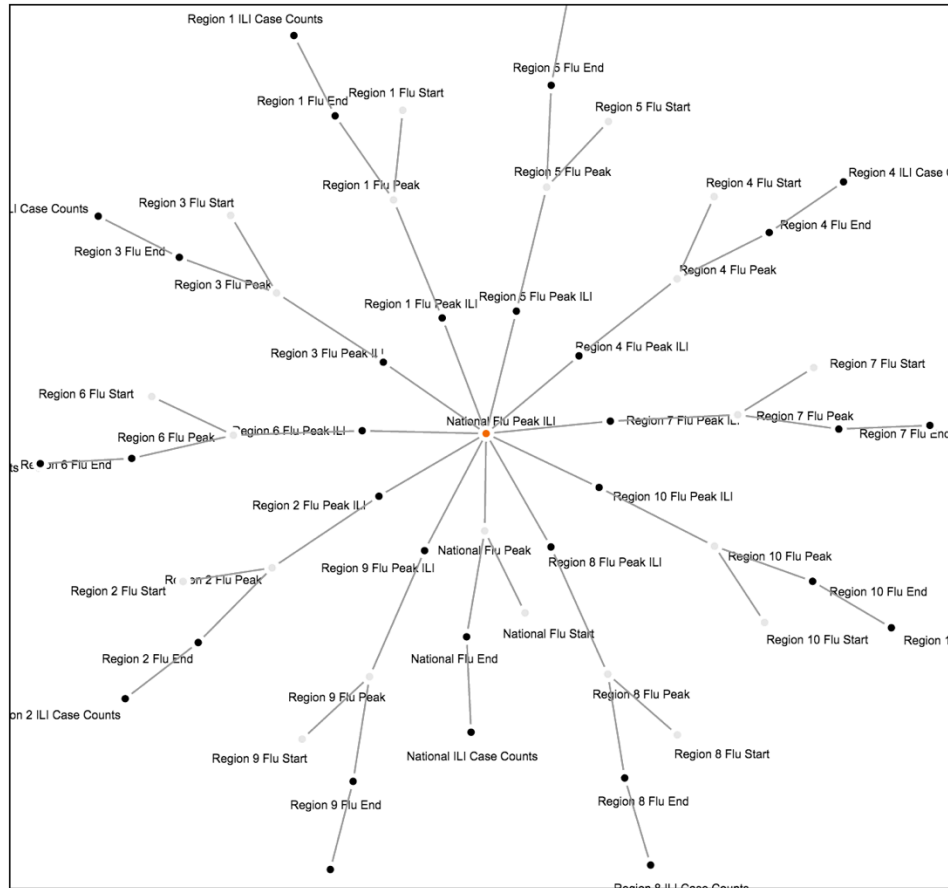 Region 1 ILI Case Counts
Region 5 Flu End
Region 1 Flu Start
Region 1 Flu End
Region 5 Flu Start
Region 5 Flu Peak
Region 4 ILI Case C
Region 1 Flu Peak
Region 4 Flu Start
Region 3 Flu Start
LI Case Counts
Region 4 Flu End
Region 3 Flu End
Region 4 Flu Peak
Region 3 Flu Peak
Region 1 Flu Peak ILI
Region 5 Flu Peak ILI
Region 4 Flu Peak ILI
Region 3 Flu Peak ILI
Region 7 Flu Start
Region 6 Flu Start
Region 7 Flu Peak
National Flu Peak ILI
Region 7 Flu Peak ILI
Region 6 Flu Peak ILI
Region 6 Flu Peak
Region 7 Flu End
ts
Region 6 Flu End
Region 10 Flu Peak ILI
Region 2 Flu Peak ILI
National Flu Peak
Region 10 Flu Peak
Region 8 Flu Peak ILI
Region 9 Flu Peak ILI
Region 2 Flu Peak
Region 2 Flu Start
Region 10 Flu End
National Flu Start
Region 10 Flu Start
Region 1
National Flu End
Region 2 Flu End
Region 9 Flu Peak
Region 8 Flu Peak
on 2 ILI Case Counts
Region 8 Flu Start
Region 9 Flu Start
National ILI Case Counts
Region 9 Flu End
Region 8 Flu End
Region 8 ILI Case Counts